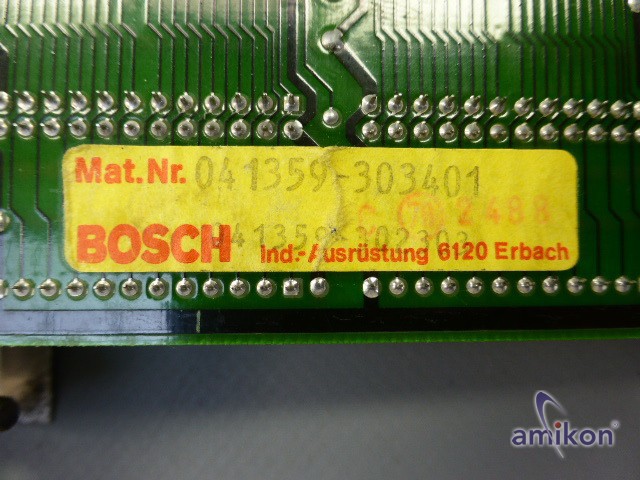 Mat.Nr. 041359-303401
2488
BOSCH 041359-302303
Ind.-Ausrüstung 6120 Erbach
amikon